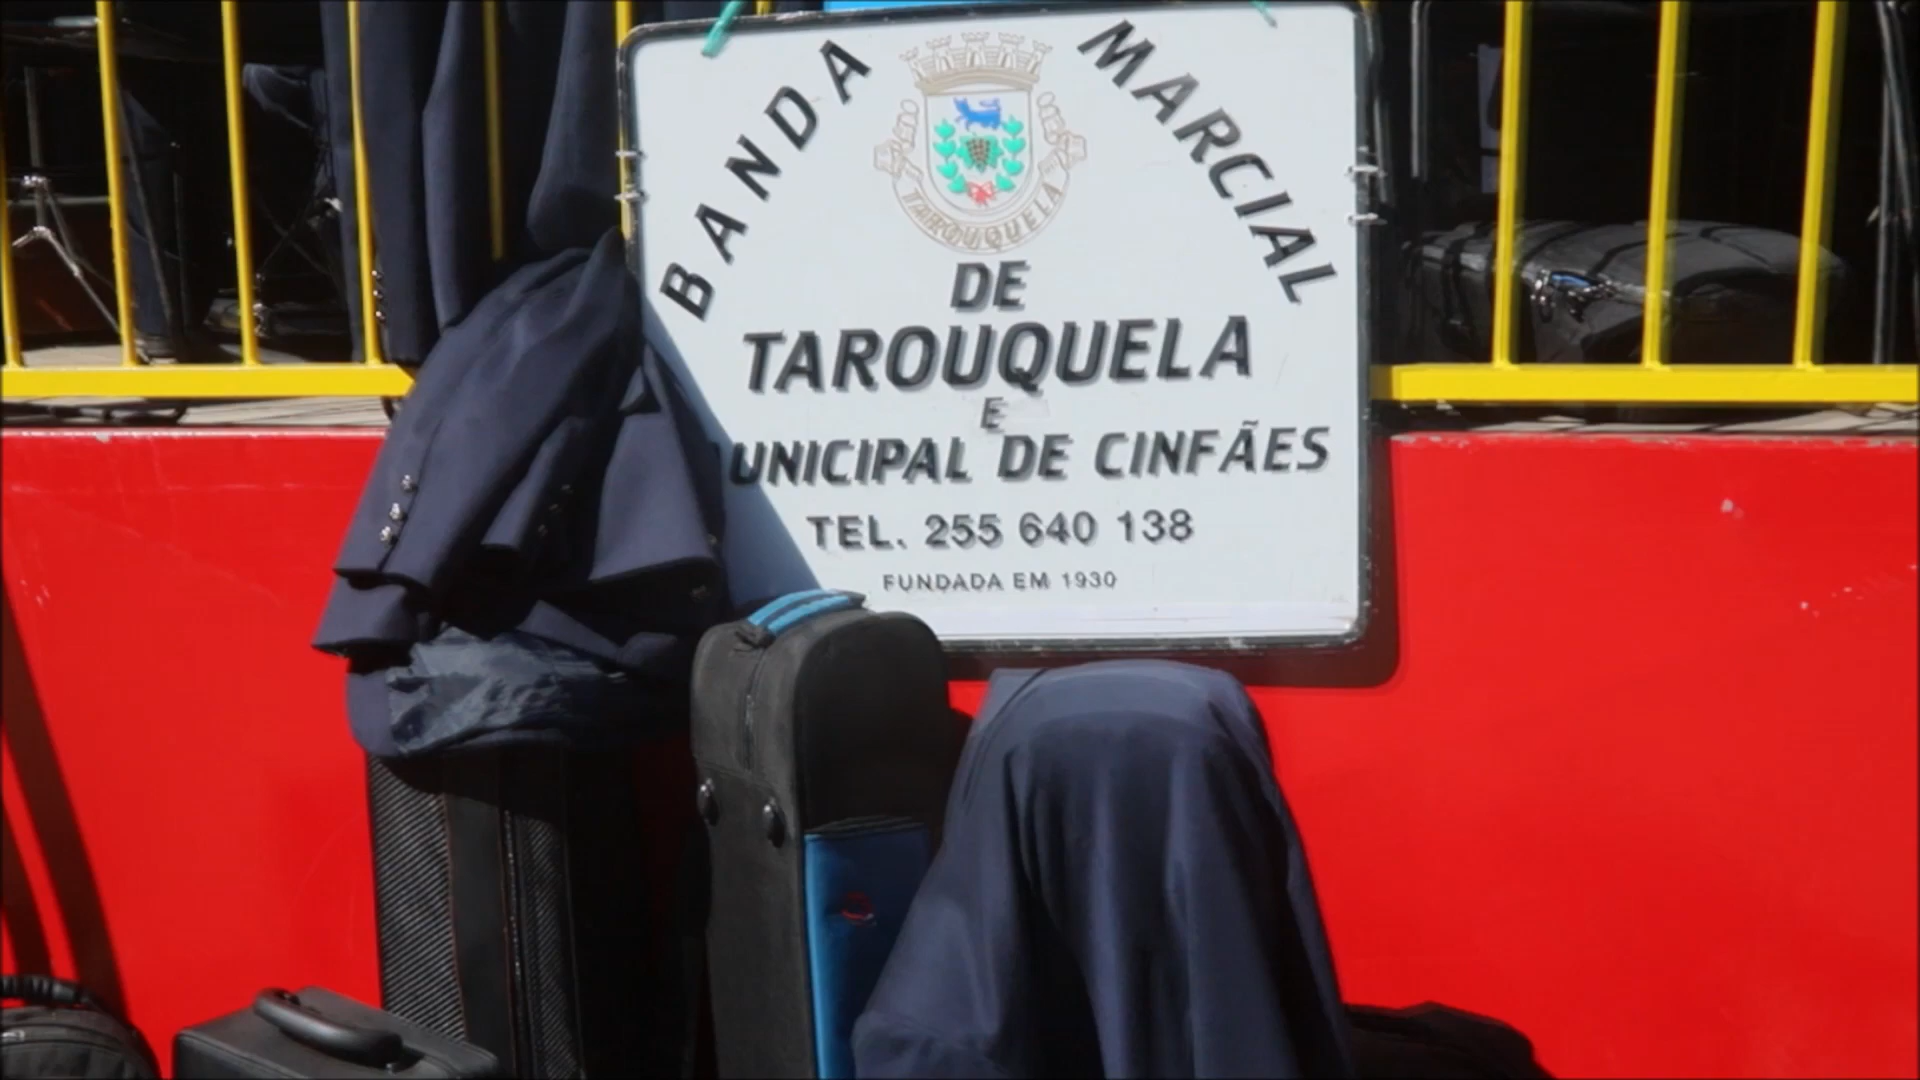 BANDA MARCIAL
TAROUQUELA
DE
TAROUQUELA
E
UNICIPAL DE CINFÃES
TEL. 255 640 138
FUNDADA EM 1930